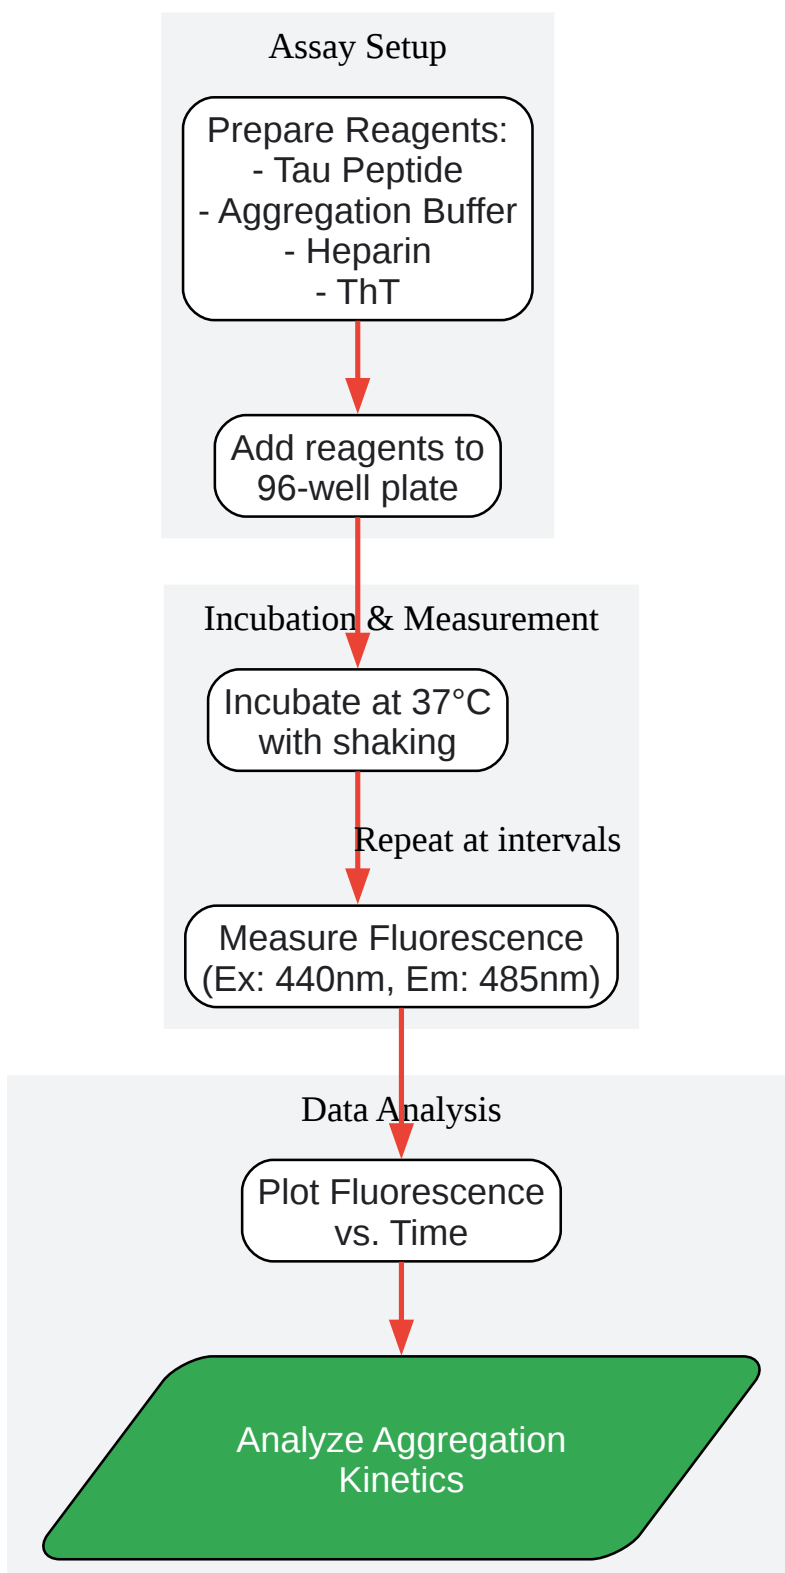 Assay Setup
Prepare Reagents:
- Tau Peptide
- Aggregation Buffer
- Heparin
- ThT
Add reagents to
96-well plate
Incubation & Measurement
Incubate at 37°C
with shaking
Repeat at intervals
Measure Fluorescence
(Ex: 440nm, Em: 485nm)
Data Analysis
Plot Fluorescence
vs. Time
Analyze Aggregation
Kinetics